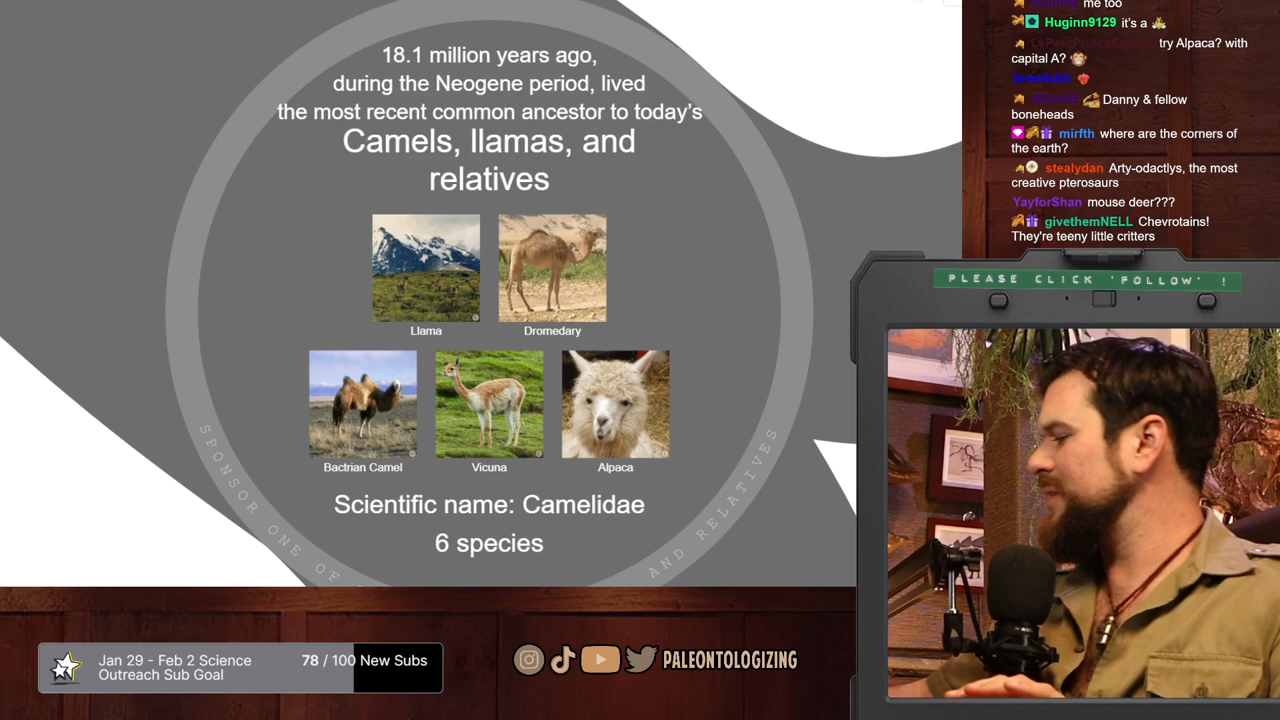 18.1 million years ago,
during the Neogene period, lived
the most recent common ancestor to today's
Camels, llamas, and
relatives
Llama
Dromedary
Bactrian Camel
Vicuna
Alpaca
Scientific name: Camelidae
6 species
SPONSOR ONE OF
AND RELATIVES
me too
Huginn9129 it's a
try Alpaca? with
capital A?
Danny & fellow
boneheads
mirfth where are the corners of
the earth?
stealydan Arty-odactlys, the most
creative pterosaurs
YayforShan mouse deer???
givethemNELL Chevrotains!
They're teeny little critters
PLEASE CLICK 'FOLLOW' !
Jan 29 - Feb 2 Science
Outreach Sub Goal
78 / 100 New Subs
PALEONTOLOGIZING